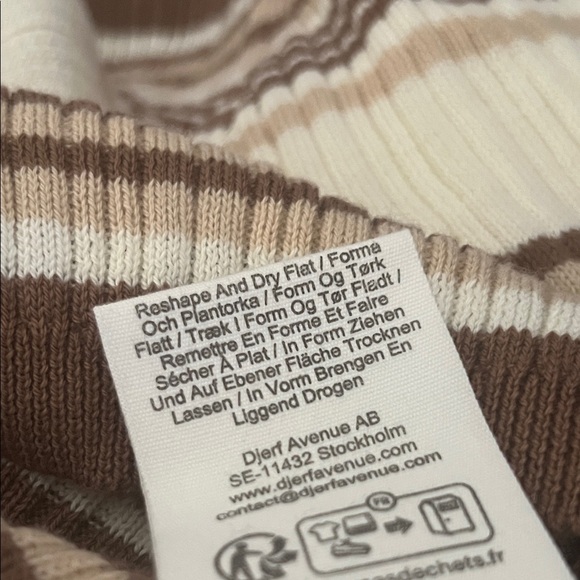 Reshape And Dry Flat / Forma
Och Plantorka / Form Og Tørk
Flatt / Træk I Form Og Tør Fladt /
Remettre En Forme Et Faire
Sécher À Plat / In Form Ziehen
Und Auf Ebener Fläche Trocknen
Lassen / In Vorm Brengen En
Liggend Drogen
Djerf Avenue AB
SE-11432 Stockholm
www.djerfavenue.com
contact@djerfavenue.com
FR